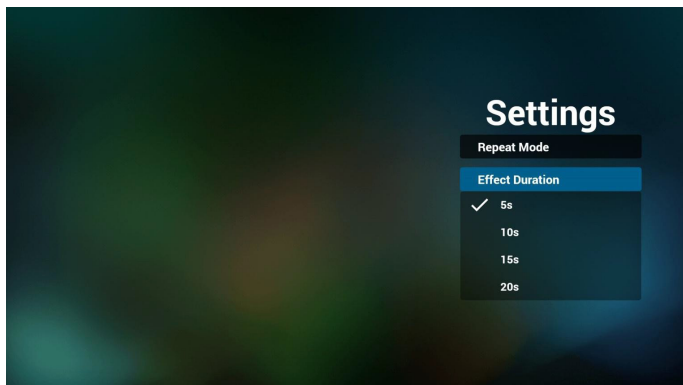 Settings
Repeat Mode
Effect Duration
5s
10s
15s
20s